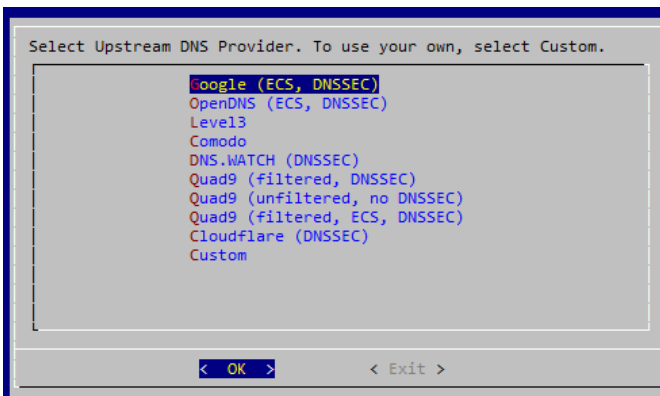 Select Upstream DNS Provider. To use your own, select Custom.
Google (ECS, DNSSEC)
OpenDNS (ECS, DNSSEC)
Level3
Comodo
DNS.WATCH (DNSSEC)
Quad9 (filtered, DNSSEC)
Quad9 (unfiltered, no DNSSEC)
Quad9 (filtered, ECS, DNSSEC)
Cloudflare (DNSSEC)
Custom
< OK > < Exit >